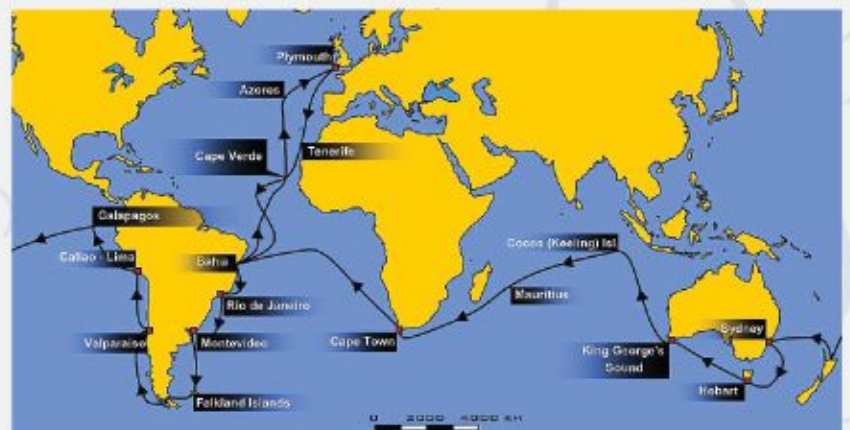 Plymouth
Azores
Cape Verde
Tenerife
Galapagos
Callao - Lima
Bahia
Rio de Janeiro
Cocos (Keeling) Isl.
Mauritius
Valparaiso
Montevideo
Cape Town
Sydney
King George's
Sound
Hobart
Falkland Islands
0 2000 4000 KM